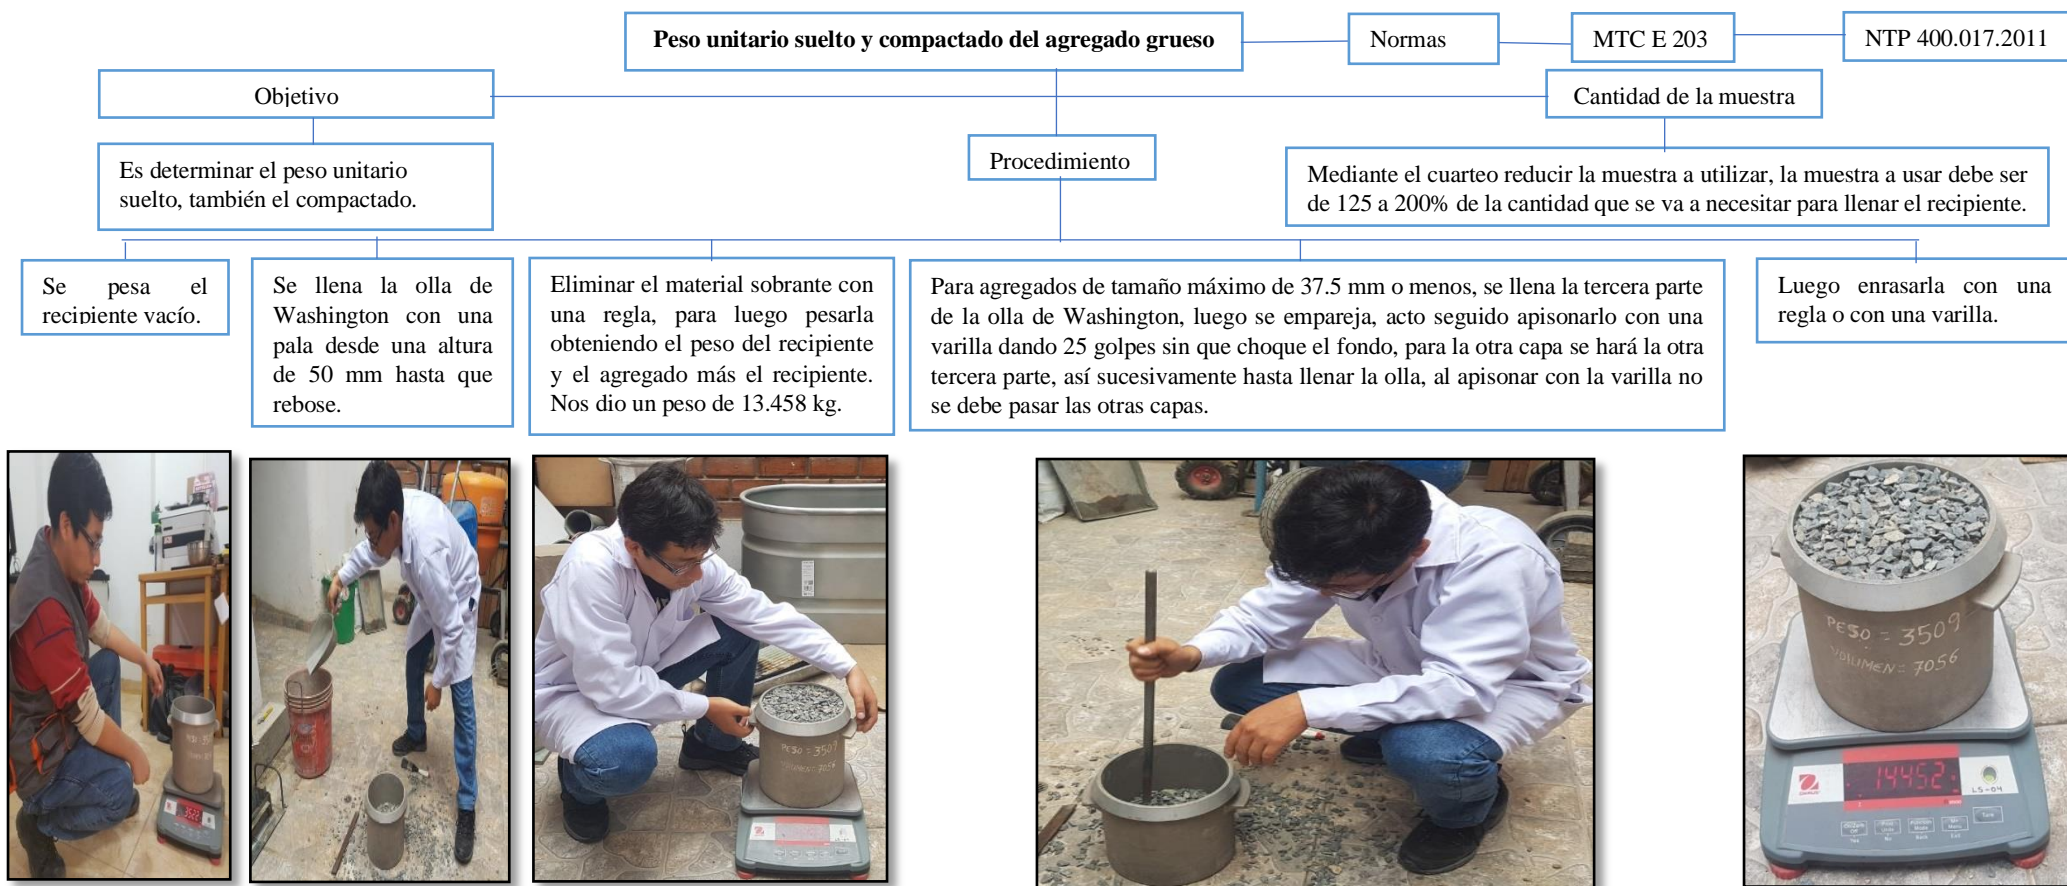 Peso unitario suelto y compactado del agregado grueso
Normas
MTC E 203
NTP 400.017.2011
Objetivo
Cantidad de la muestra
Es determinar el peso unitario
suelto, también el compactado.
Procedimiento
Mediante el cuarteo reducir la muestra a utilizar, la muestra a usar debe ser
de 125 a 200% de la cantidad que se va a necesitar para llenar el recipiente.
Se pesa el
recipiente vacío.
Se llena la olla de
Washington con una
pala desde una altura
de 50 mm hasta que
rebose.
Eliminar el material sobrante con
una regla, para luego pesarla
obteniendo el peso del recipiente
y el agregado más el recipiente.
Nos dio un peso de 13.458 kg.
Para agregados de tamaño máximo de 37.5 mm o menos, se llena la tercera parte
de la olla de Washington, luego se empareja, acto seguido apisonarlo con una
varilla dando 25 golpes sin que choque el fondo, para la otra capa se hará la otra
tercera parte, así sucesivamente hasta llenar la olla, al apisonar con la varilla no
se debe pasar las otras capas.
Luego enrasarla con una
regla o con una varilla.
3522
PESO = 3509
VOLUMEN = 7056
PESO = 3509
VOLUMEN = 7056
14452
LS-04